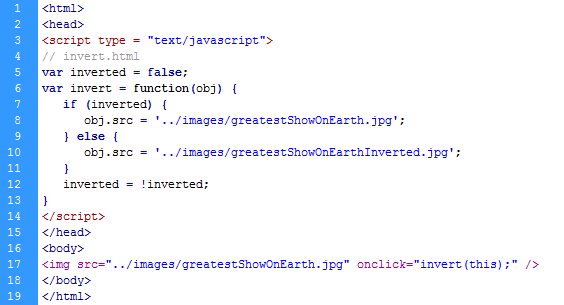 1 <html>
2 <head>
3 <script type = "text/javascript">
4 // invert.html
5 var inverted = false;
6 var invert = function(obj) {
7    if (inverted) {
8       obj.src = '../images/greatestShowOnEarth.jpg';
9    } else {
10       obj.src = '../images/greatestShowOnEarthInverted.jpg';
11    }
12    inverted = !inverted;
13 }
14 </script>
15 </head>
16 <body>
17 <img src="../images/greatestShowOnEarth.jpg" onclick="invert(this);" />
18 </body>
19 </html>